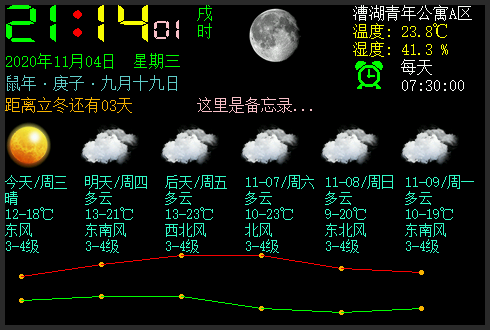 21:14 01 戌时
2020年11月04日 星期三
鼠年·庚子·九月十九日
距离立冬还有03天
漕湖青年公寓A区
温度: 23.8℃
湿度: 41.3 %
每天
07:30:00
这里是备忘录...
今天/周三
晴
12-18℃
东风
3-4级
明天/周四
多云
13-21℃
东南风
3-4级
后天/周五
多云
13-23℃
西北风
3-4级
11-07/周六
多云
10-23℃
北风
3-4级
11-08/周日
多云
9-20℃
东北风
3-4级
11-09/周一
多云
10-19℃
东南风
3-4级